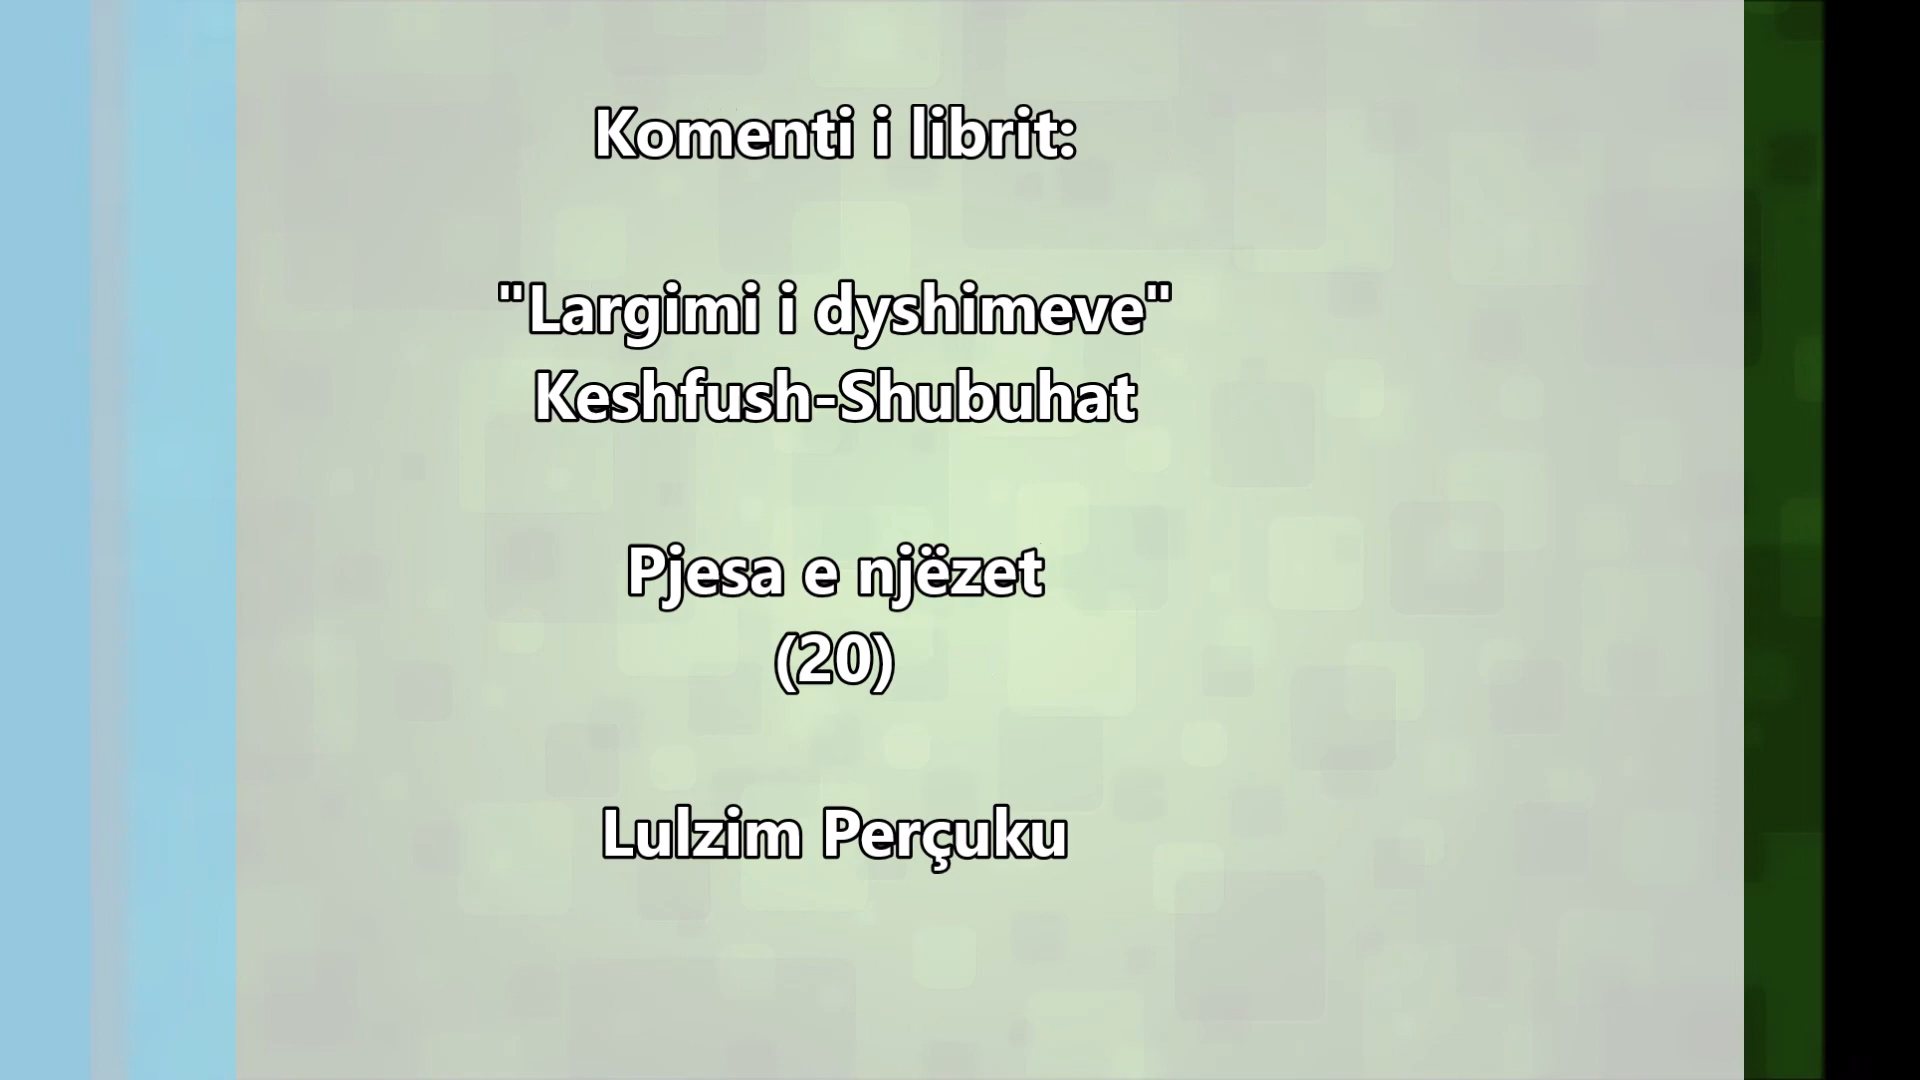 Komenti i librit:
"Largimi i dyshimeve"
Keshfush-Shubuhat
Pjesa e njëzet
(20)
Lulzim Perçuku